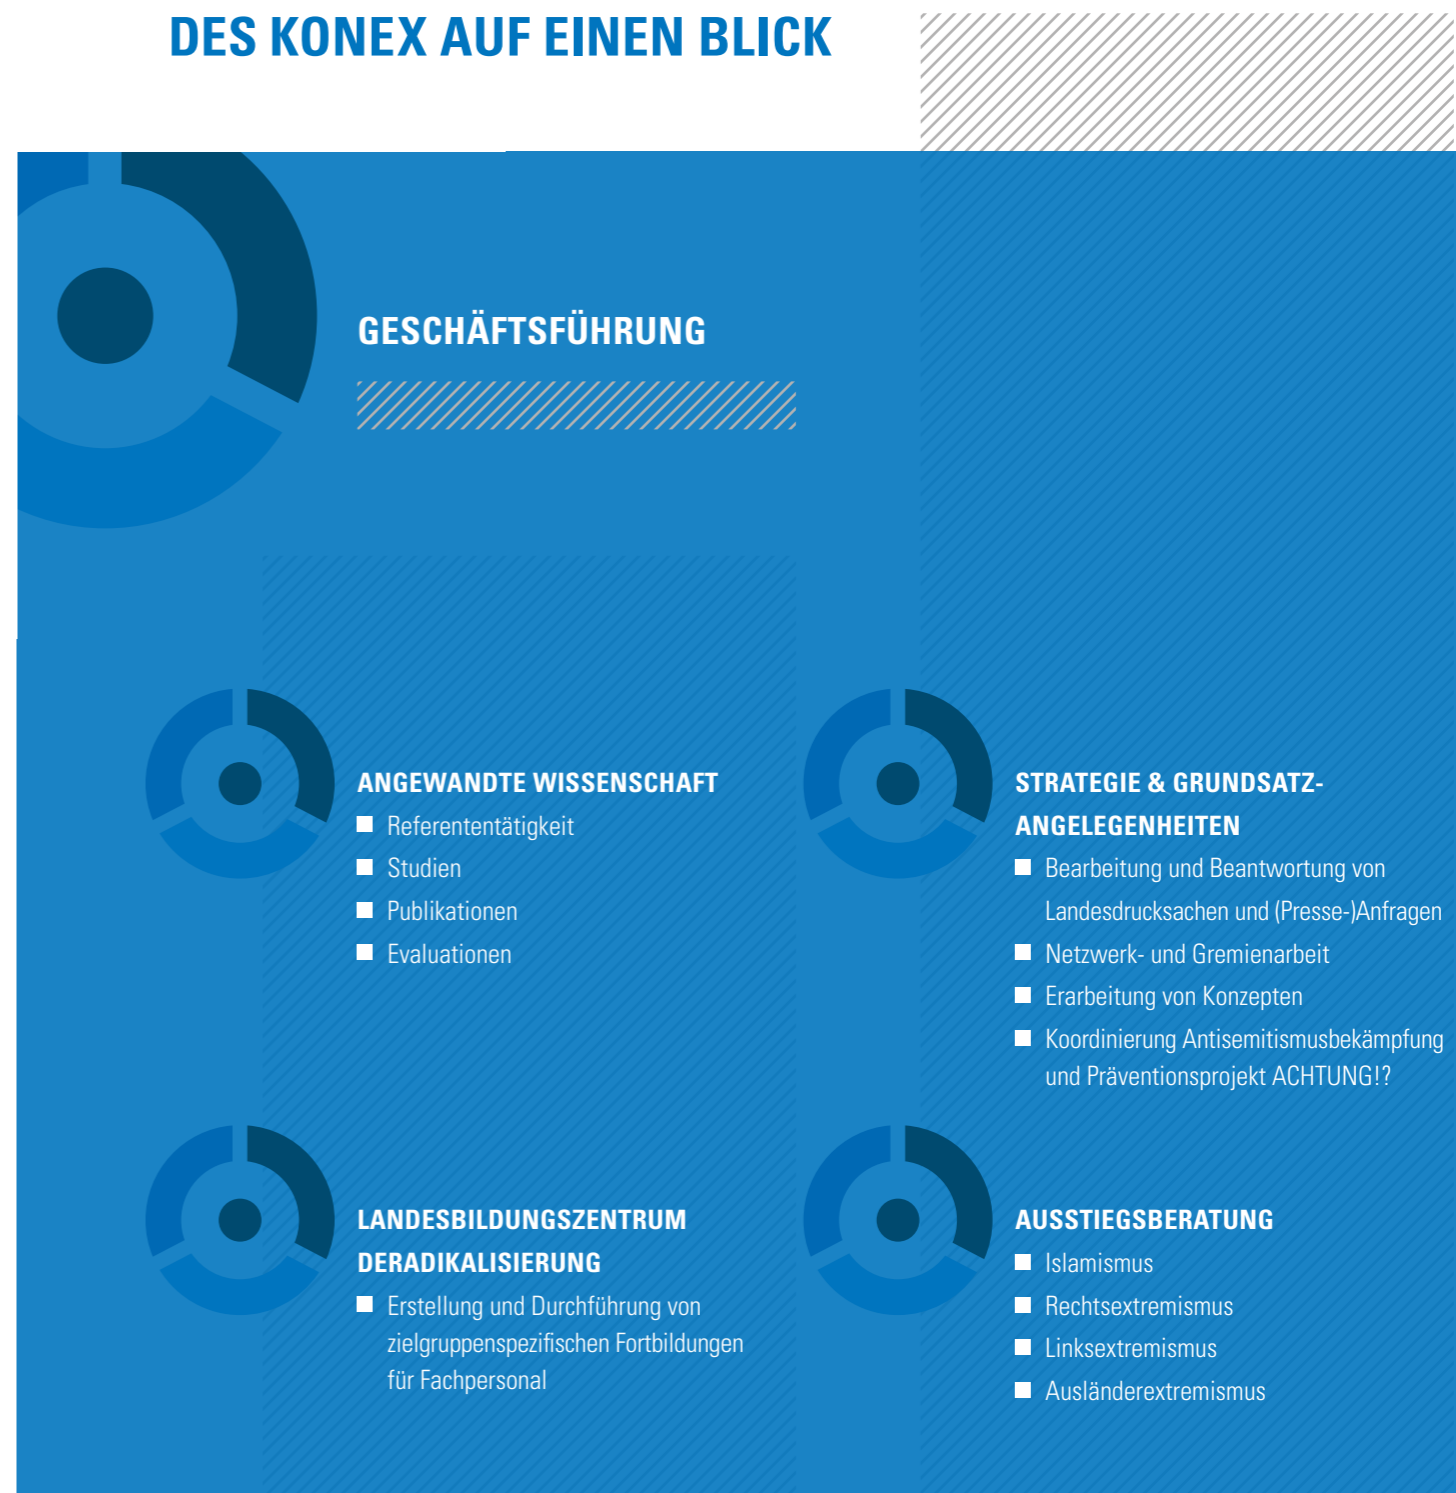 DES KONEX AUF EINEN BLICK
GESCHÄFTSFÜHRUNG
ANGEWANDTE WISSENSCHAFT
Referententätigkeit
Studien
Publikationen
Evaluationen
STRATEGIE & GRUNDSATZ-
ANGELEGENHEITEN
Bearbeitung und Beantwortung von
Landesdrucksachen und (Presse-)Anfragen
Netzwerk- und Gremienarbeit
Erarbeitung von Konzepten
Koordinierung Antisemitismusbekämpfung
und Präventionsprojekt ACHTUNG!?
LANDESBILDUNGSZENTRUM
DERADIKALISIERUNG
Erstellung und Durchführung von
zielgruppenspezifischen Fortbildungen
für Fachpersonal
AUSSTIEGSBERATUNG
Islamismus
Rechtsextremismus
Linksextremismus
Ausländerextremismus